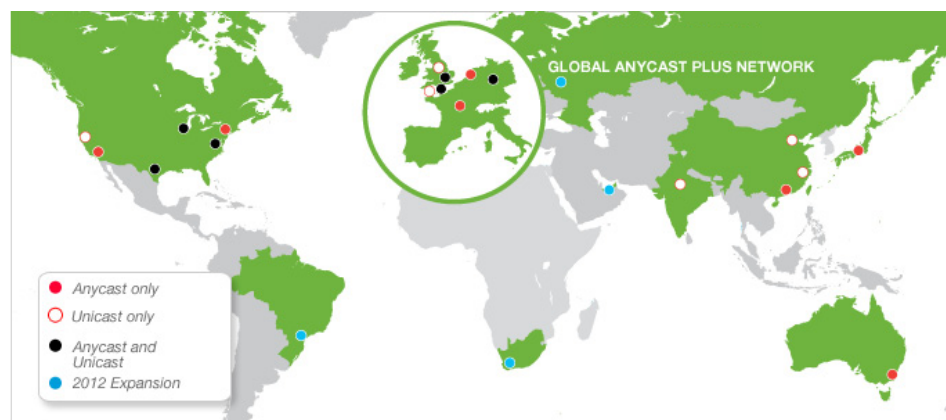 GLOBAL ANYCAST PLUS NETWORK
Anycast only
Unicast only
Anycast and
Unicast
2012 Expansion